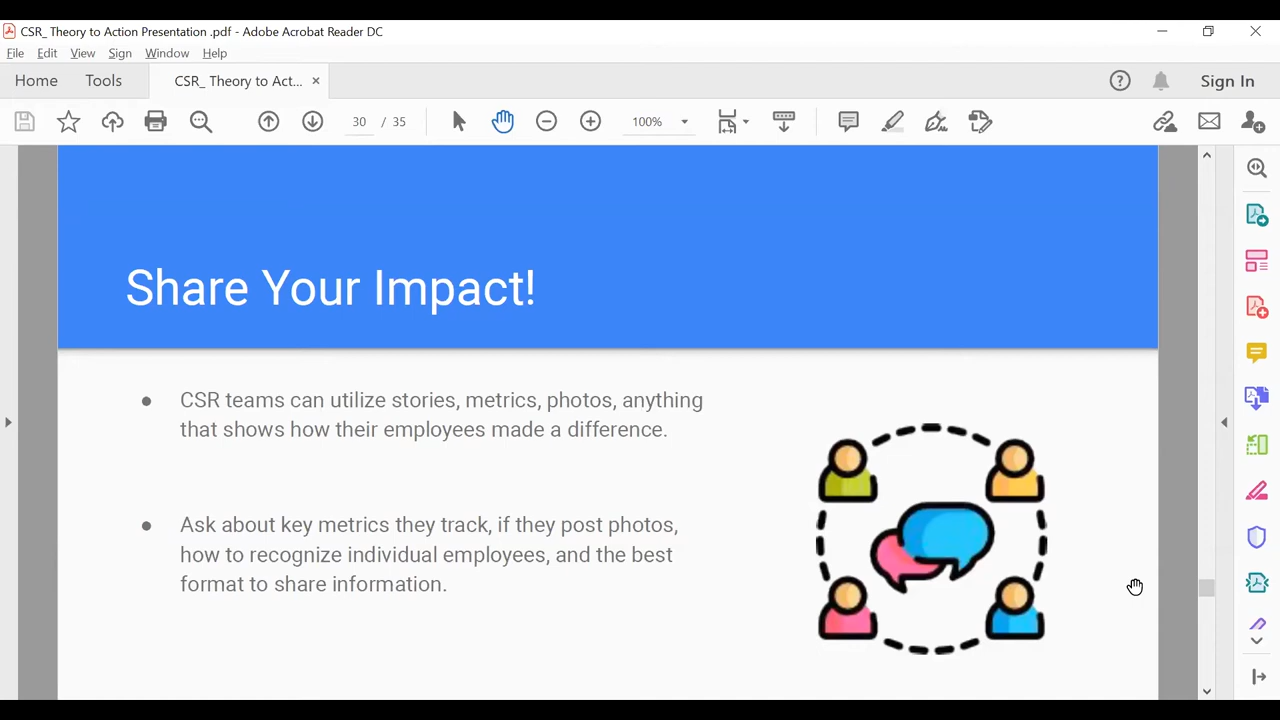 CSR_ Theory to Action Presentation .pdf - Adobe Acrobat Reader DC
File Edit View Sign Window Help
Home Tools CSR_ Theory to Act... × Sign In
30 / 35 100%
Share Your Impact!
● CSR teams can utilize stories, metrics, photos, anything
that shows how their employees made a difference.
● Ask about key metrics they track, if they post photos,
how to recognize individual employees, and the best
format to share information.